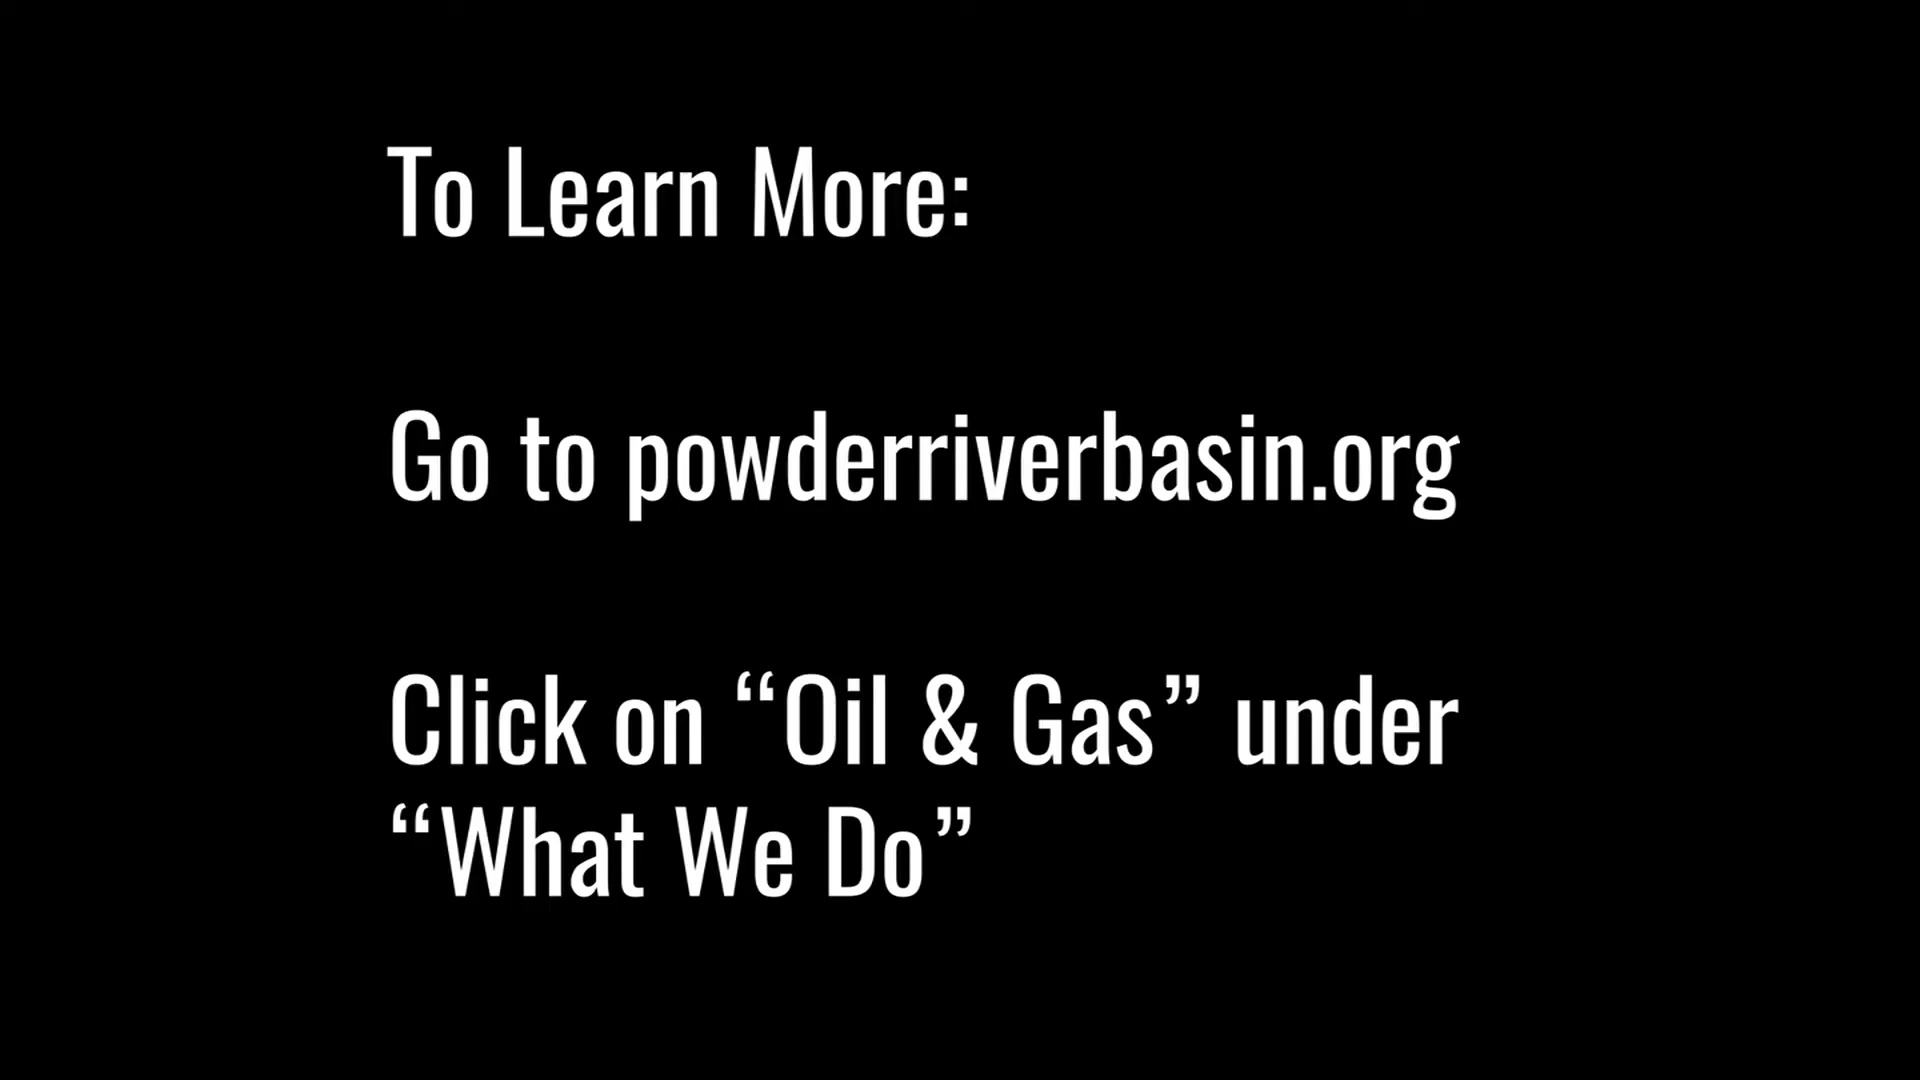 To Learn More:
Go to powderriverbasin.org
Click on “Oil & Gas” under
“What We Do”